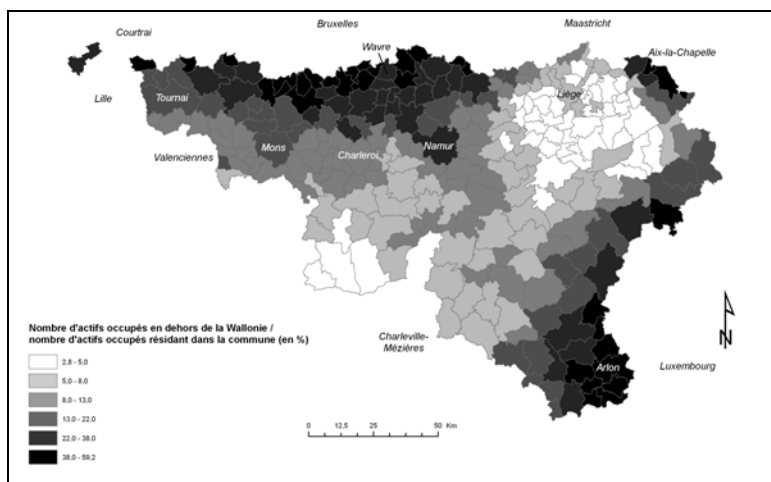 Bruxelles
Maastricht
Courtrai
Wavre
Aix-la-Chapelle
Lille
Tournai
Liège
Mons
Namur
Valenciennes
Charleroi
Nombre d'actifs occupés en dehors de la Wallonie /
nombre d'actifs occupés résidant dans la commune (en %)
Charleville-
Mézières
Arlon
Luxembourg
N
2,8 - 5,0
5,0 - 8,0
8,0 - 13,0
13,0 - 22,0
22,0 - 38,0
38,0 - 59,2
0 12,5 25 50 Km